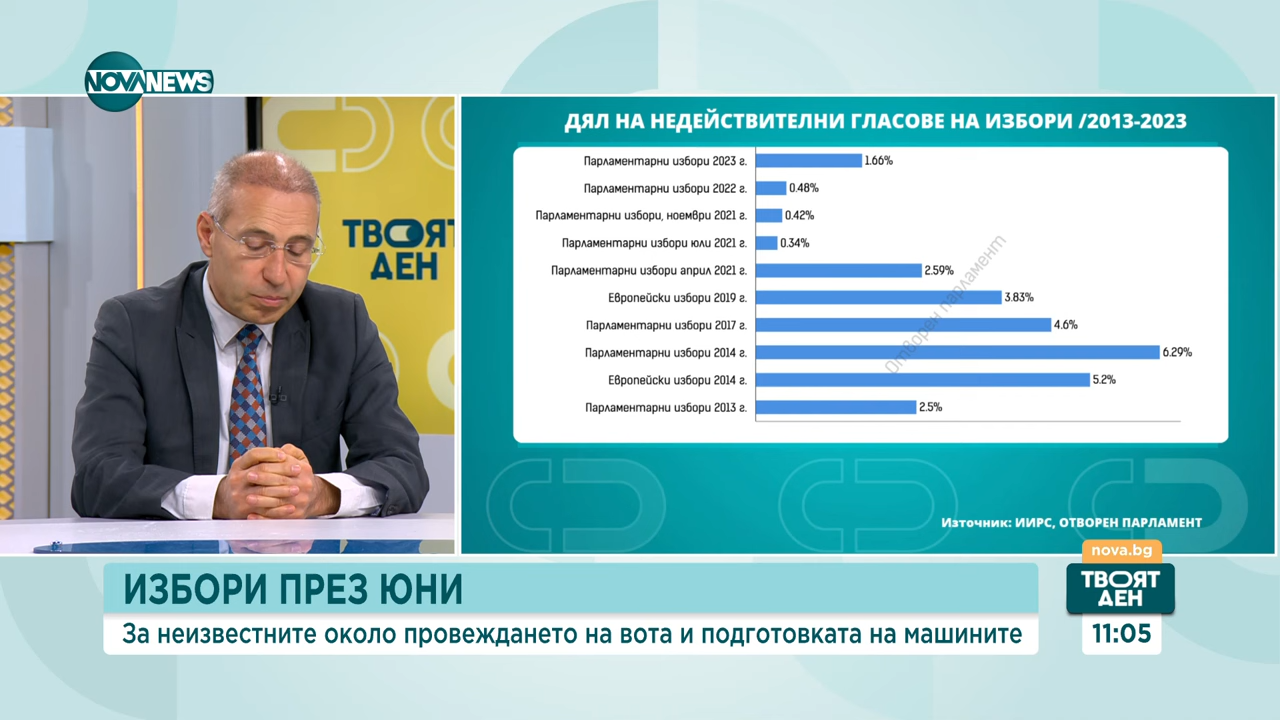 NOVANEWS
ТВОЯТ
ДЕН
ДЯЛ НА НЕДЕЙСТВИТЕЛНИ ГЛАСОВЕ НА ИЗБОРИ /2013-2023
Парламентарни избори 2023 г. 1.66%
Парламентарни избори 2022 г. 0.48%
Парламентарни избори, ноември 2021 г. 0.42%
Парламентарни избори юли 2021 г. 0.34%
Парламентарни избори април 2021 г. 2.59%
Европейски избори 2019 г. 3.83%
Парламентарни избори 2017 г. 4.6%
Парламентарни избори 2014 г. 6.29%
Европейски избори 2014 г. 5.2%
Парламентарни избори 2013 г. 2.5%
Отворен парламент
Източник: ИИРС, ОТВОРЕН ПАРЛАМЕНТ
ИЗБОРИ ПРЕЗ ЮНИ
За неизвестните около провеждането на вота и подготовката на машините
nova.bg
ТВОЯТ
ДЕН
11:05